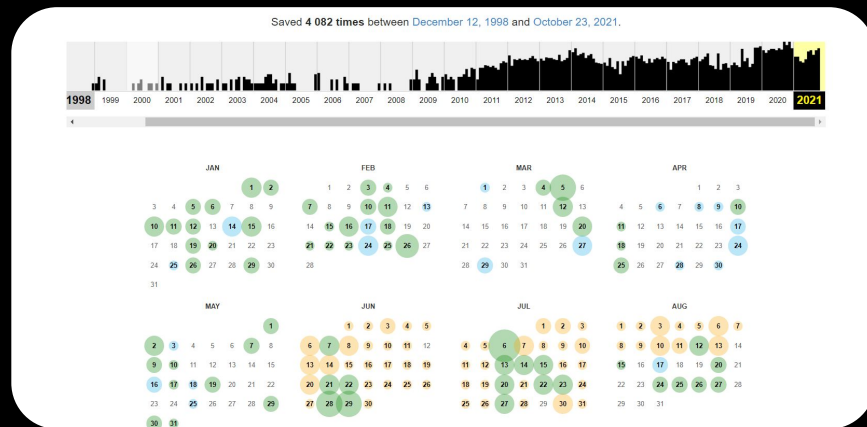 Saved 4 082 times between December 12, 1998 and October 23, 2021.
1998 1999 2000 2001 2002 2003 2004 2005 2006 2007 2008 2009 2010 2011 2012 2013 2014 2015 2016 2017 2018 2019 2020 2021
JAN
1 2
3 4 5 6 7 8 9
10 11 12 13 14 15 16
17 18 19 20 21 22 23
24 25 26 27 28 29 30
31
FEB
1 2 3 4 5 6
7 8 9 10 11 12 13
14 15 16 17 18 19 20
21 22 23 24 25 26 27
28
MAR
1 2 3 4 5 6
7 8 9 10 11 12 13
14 15 16 17 18 19 20
21 22 23 24 25 26 27
28 29 30 31
APR
1 2 3
4 5 6 7 8 9 10
11 12 13 14 15 16 17
18 19 20 21 22 23 24
25 26 27 28 29 30
MAY
1
2 3 4 5 6 7 8
9 10 11 12 13 14 15
16 17 18 19 20 21 22
23 24 25 26 27 28 29
30 31
JUN
1 2 3 4 5
6 7 8 9 10 11 12
13 14 15 16 17 18 19
20 21 22 23 24 25 26
27 28 29 30
JUL
1 2 3
4 5 6 7 8 9 10
11 12 13 14 15 16 17
18 19 20 21 22 23 24
25 26 27 28 29 30 31
AUG
1 2 3 4 5 6 7
8 9 10 11 12 13 14
15 16 17 18 19 20 21
22 23 24 25 26 27 28
29 30 31